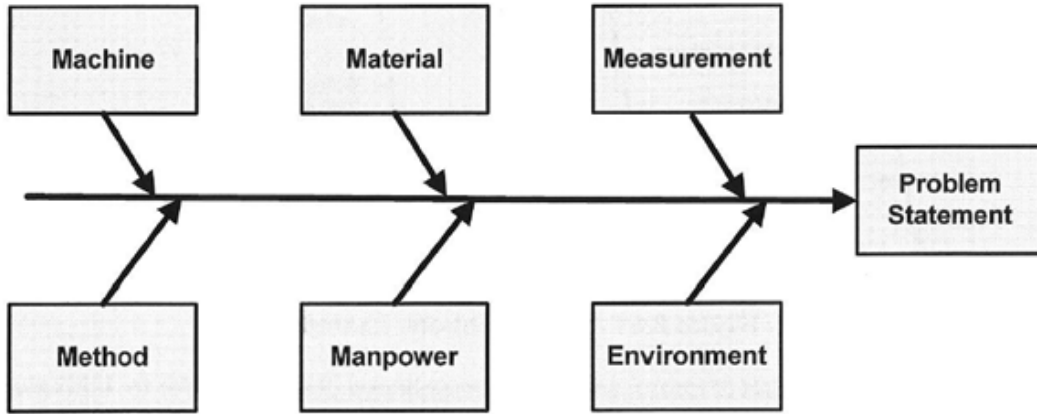 Machine
Material
Measurement
Problem
Statement
Method
Manpower
Environment